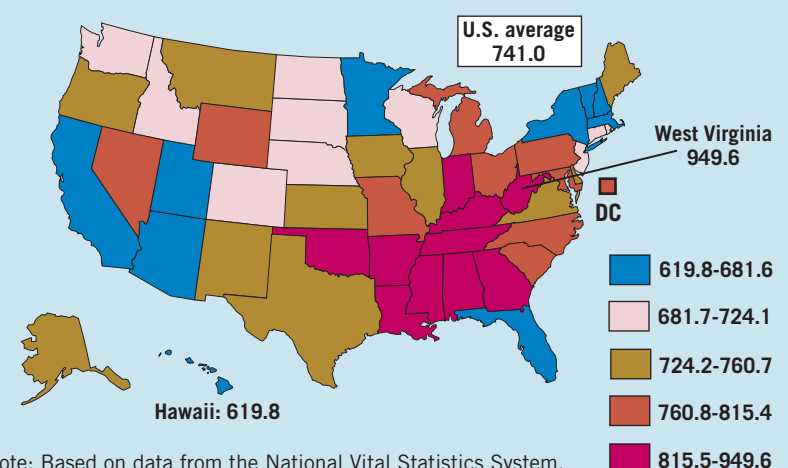 U.S. average
741.0
West Virginia
949.6
DC
619.8-681.6
681.7-724.1
724.2-760.7
760.8-815.4
815.5-949.6
Hawaii: 619.8
ote: Based on data from the National Vital Statistics System.